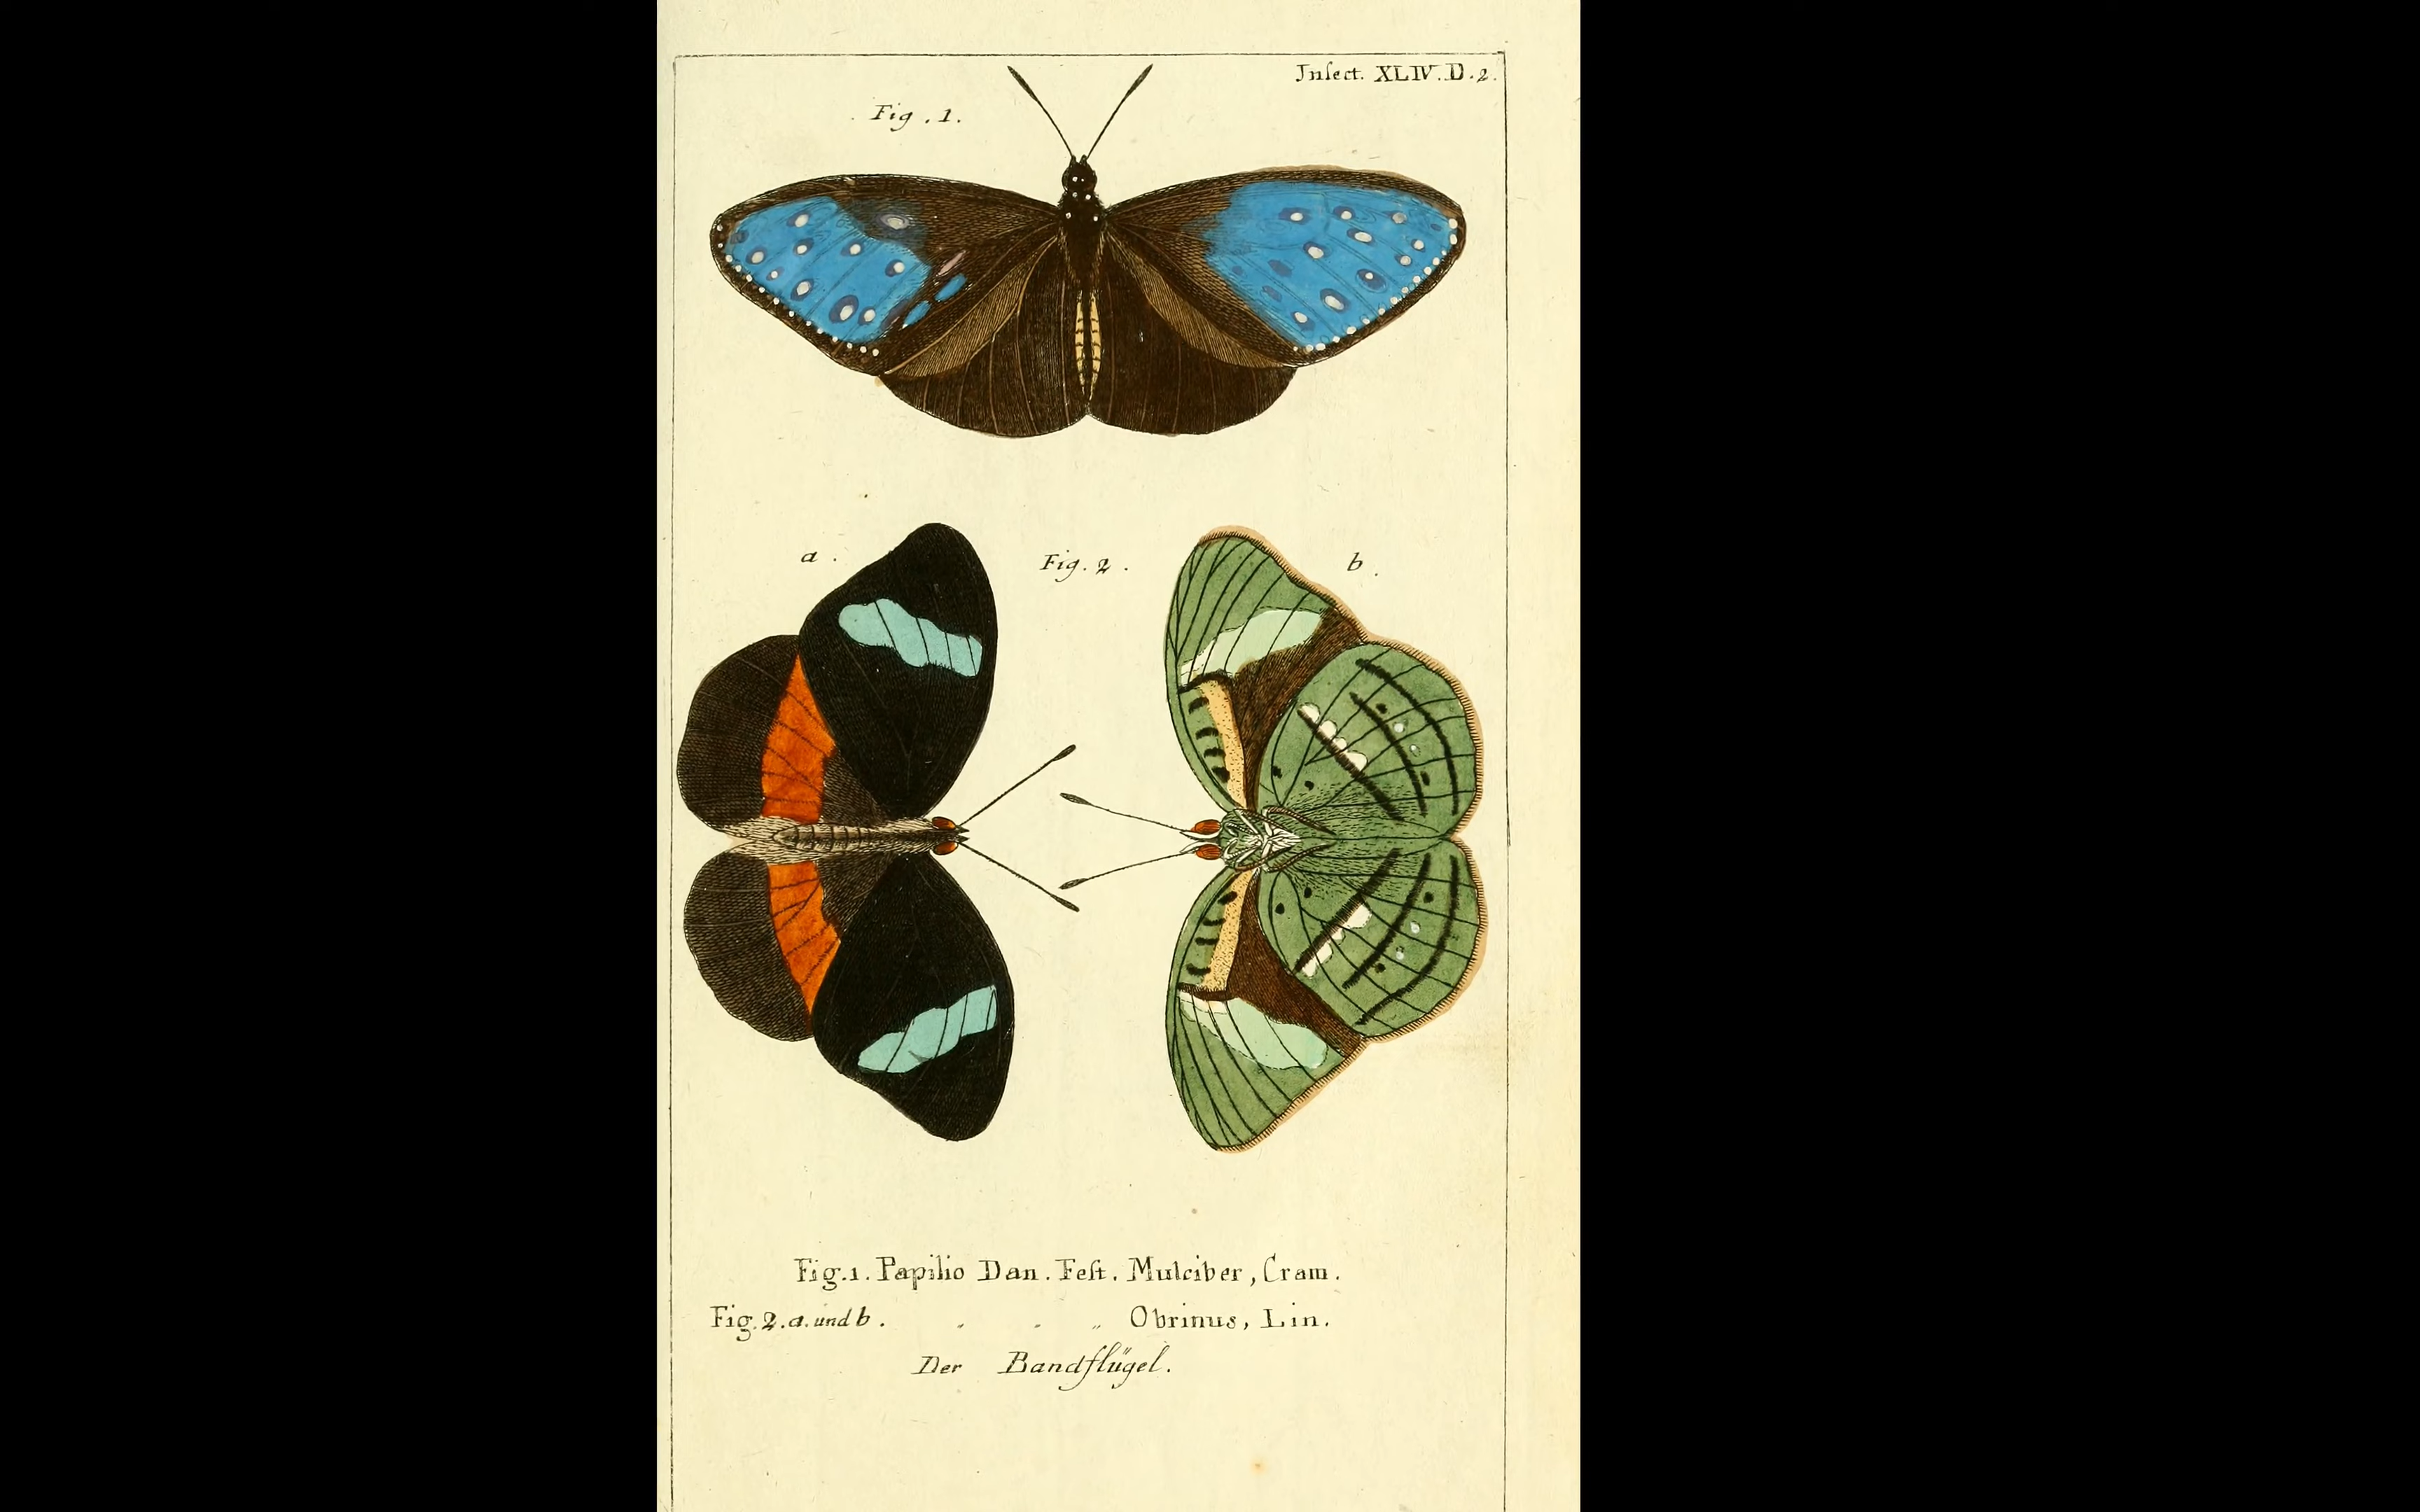 Inſect. XLIV. D. 2.
Fig. 1.
a.
Fig. 2.
b.
Fig. 1. Papilio Dan. Feſt. Mulciber, Cram.
Fig. 2. a. und b. „ „ „ Obrinus, Lin.
Der Bandflügel.